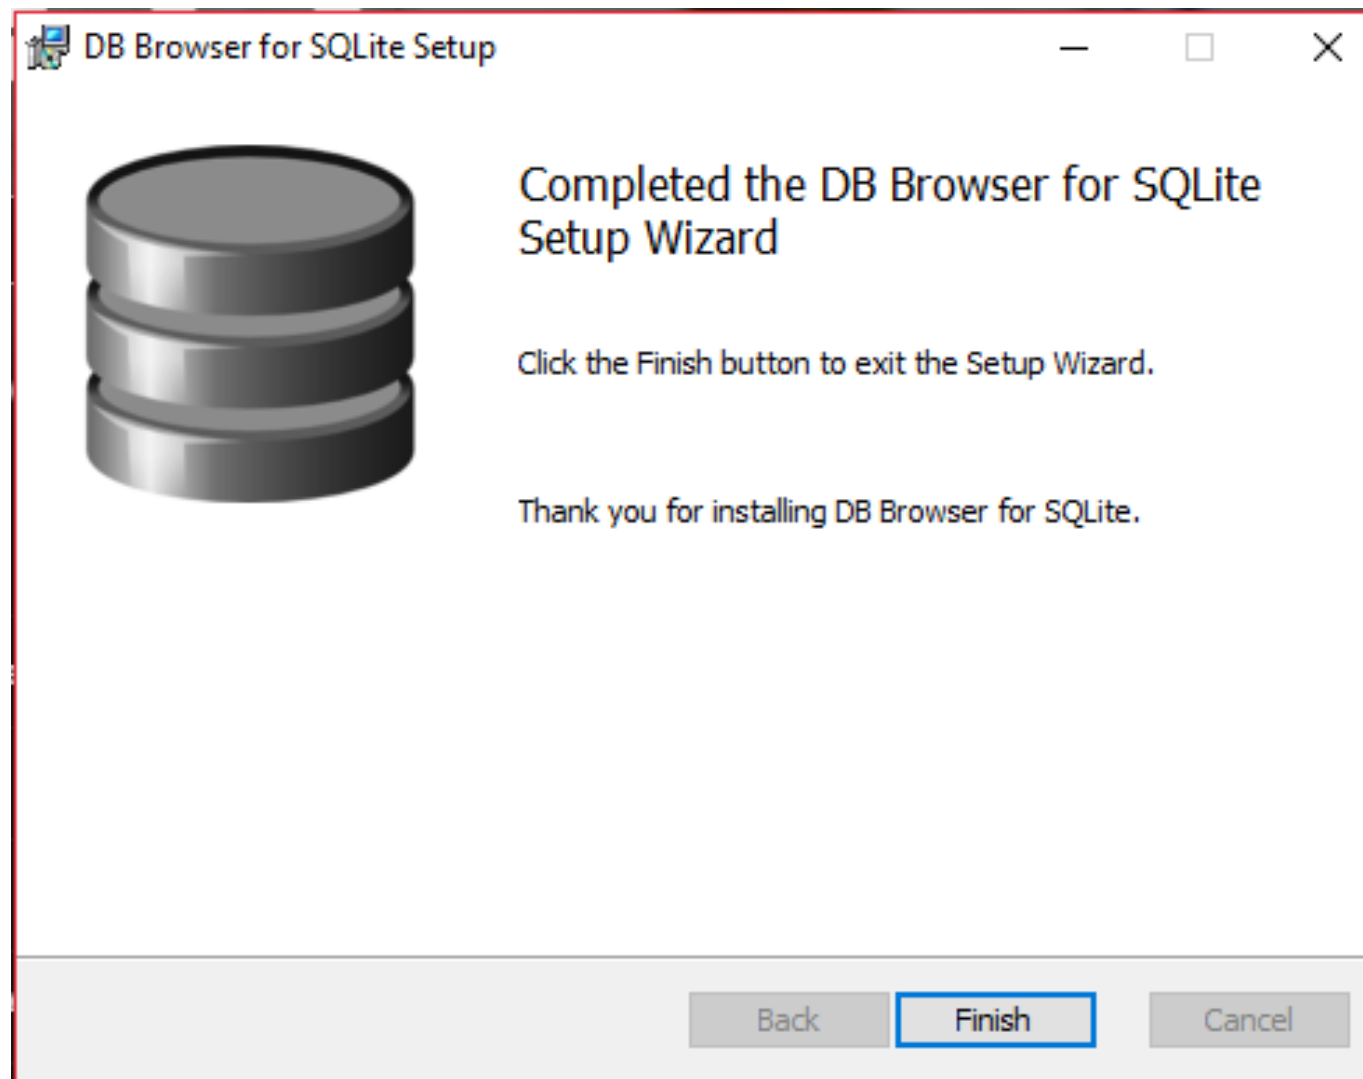 DB Browser for SQLite Setup
Completed the DB Browser for SQLite
Setup Wizard
Click the Finish button to exit the Setup Wizard.
Thank you for installing DB Browser for SQLite.
Back
Finish
Cancel